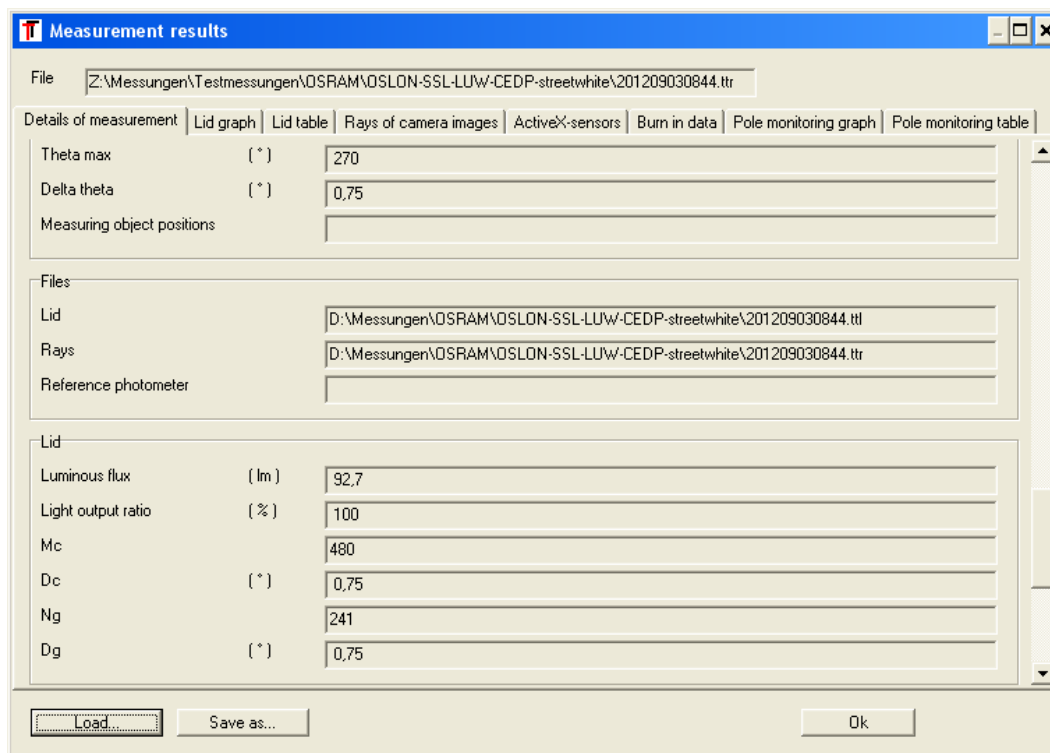 Measurement results
File Z:\Messungen\Testmessungen\OSRAM\OSLON-SSL-LUW-CEDP-streetwhite\201209030844.ttr
Details of measurement Lid graph Lid table Rays of camera images ActiveX-sensors Burn in data Pole monitoring graph Pole monitoring table
Theta max (°) 270
Delta theta (°) 0,75
Measuring object positions
Files
Lid D:\Messungen\OSRAM\OSLON-SSL-LUW-CEDP-streetwhite\201209030844.ttl
Rays D:\Messungen\OSRAM\OSLON-SSL-LUW-CEDP-streetwhite\201209030844.ttr
Reference photometer
Lid
Luminous flux (lm) 92,7
Light output ratio (%) 100
Mc 480
Dc (°) 0,75
Ng 241
Dg (°) 0,75
Load... Save as... Ok